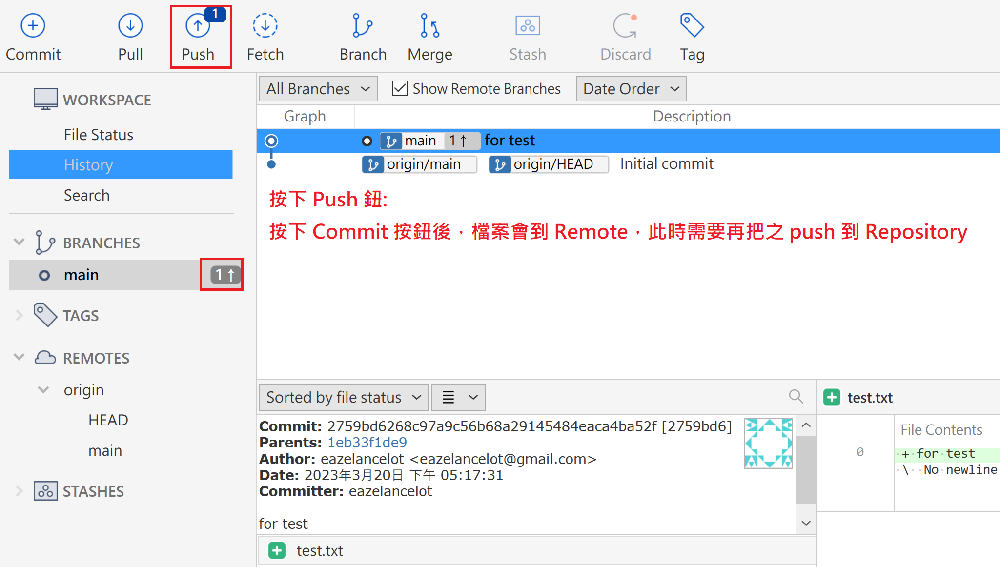 1
Commit Pull Push Fetch Branch Merge Stash Discard Tag
WORKSPACE
File Status
History
Search
BRANCHES
main 1↑
TAGS
REMOTES
origin
HEAD
main
STASHES
All Branches Show Remote Branches Date Order
Graph Description
main 1↑ for test
origin/main origin/HEAD Initial commit
按下 Push 鈕:
按下 Commit 按鈕後，檔案會到 Remote，此時需要再把之 push 到 Repository
Sorted by file status
Commit: 2759bd6268c97a9c56b68a29145484eaca4ba52f [2759bd6]
Parents: 1eb33f1de9
Author: eazelancelot <eazelancelot@gmail.com>
Date: 2023年3月20日 下午 05:17:31
Committer: eazelancelot
for test
test.txt
test.txt
File Contents
0 + for test
\ No newline